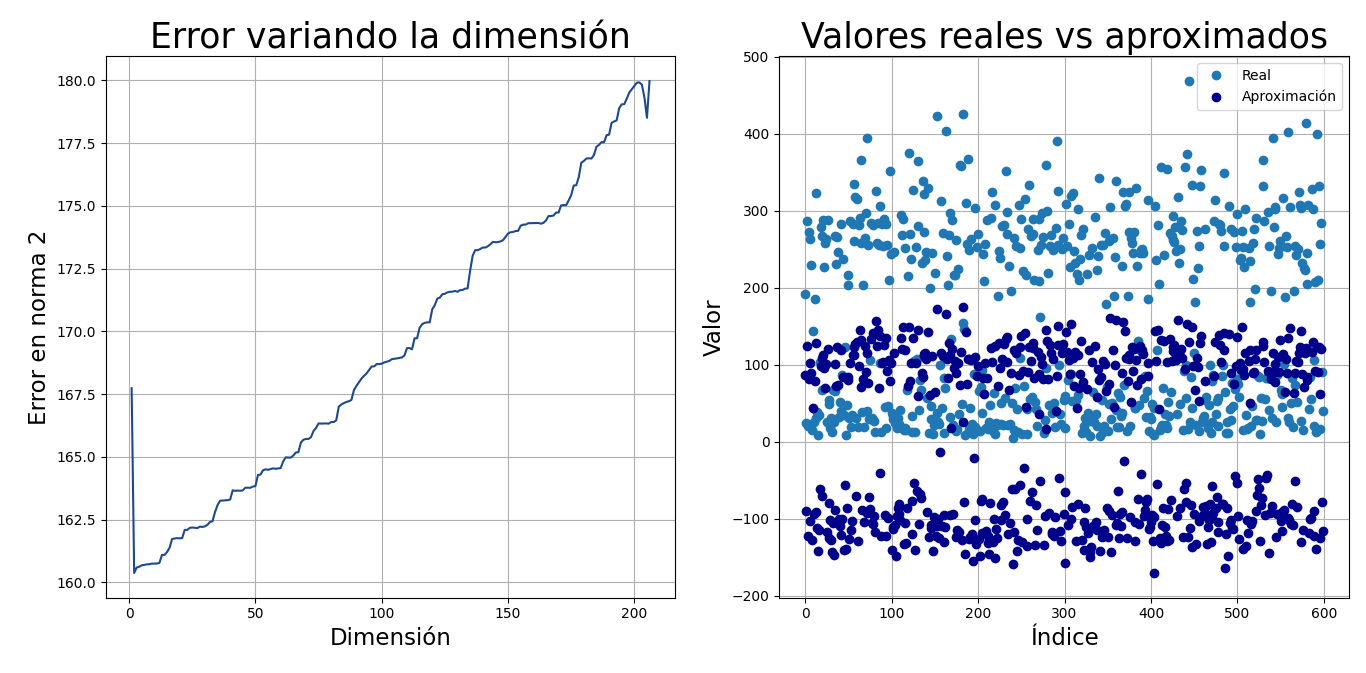 Error variando la dimensión
Error en norma 2
180.0
177.5
175.0
172.5
170.0
167.5
165.0
162.5
160.0
0 50 100 150 200
Dimensión
Valores reales vs aproximados
Valor
500
400
300
200
100
0
−100
−200
0 100 200 300 400 500 600
Índice
Real
Aproximación